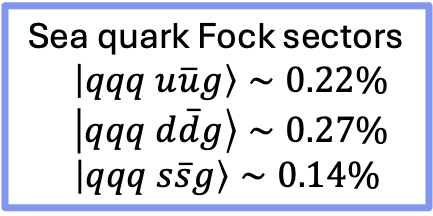 Sea quark Fock sectors
|qqq uūg⟩ ~ 0.22%
|qqq dd̄g⟩ ~ 0.27%
|qqq ss̄g⟩ ~ 0.14%